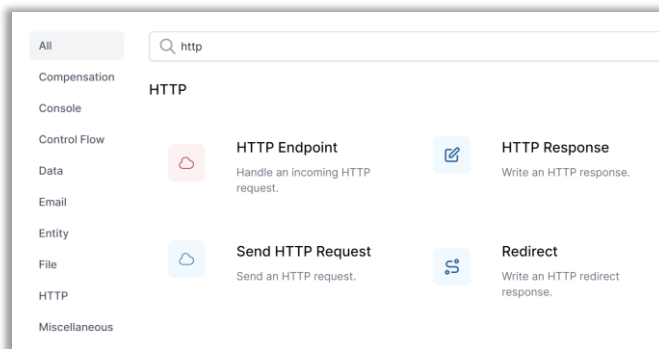 All
Compensation
Console
Control Flow
Data
Email
Entity
File
HTTP
Miscellaneous
http
HTTP
HTTP Endpoint
Handle an incoming HTTP
request.
HTTP Response
Write an HTTP response.
Send HTTP Request
Send an HTTP request.
Redirect
Write an HTTP redirect
response.